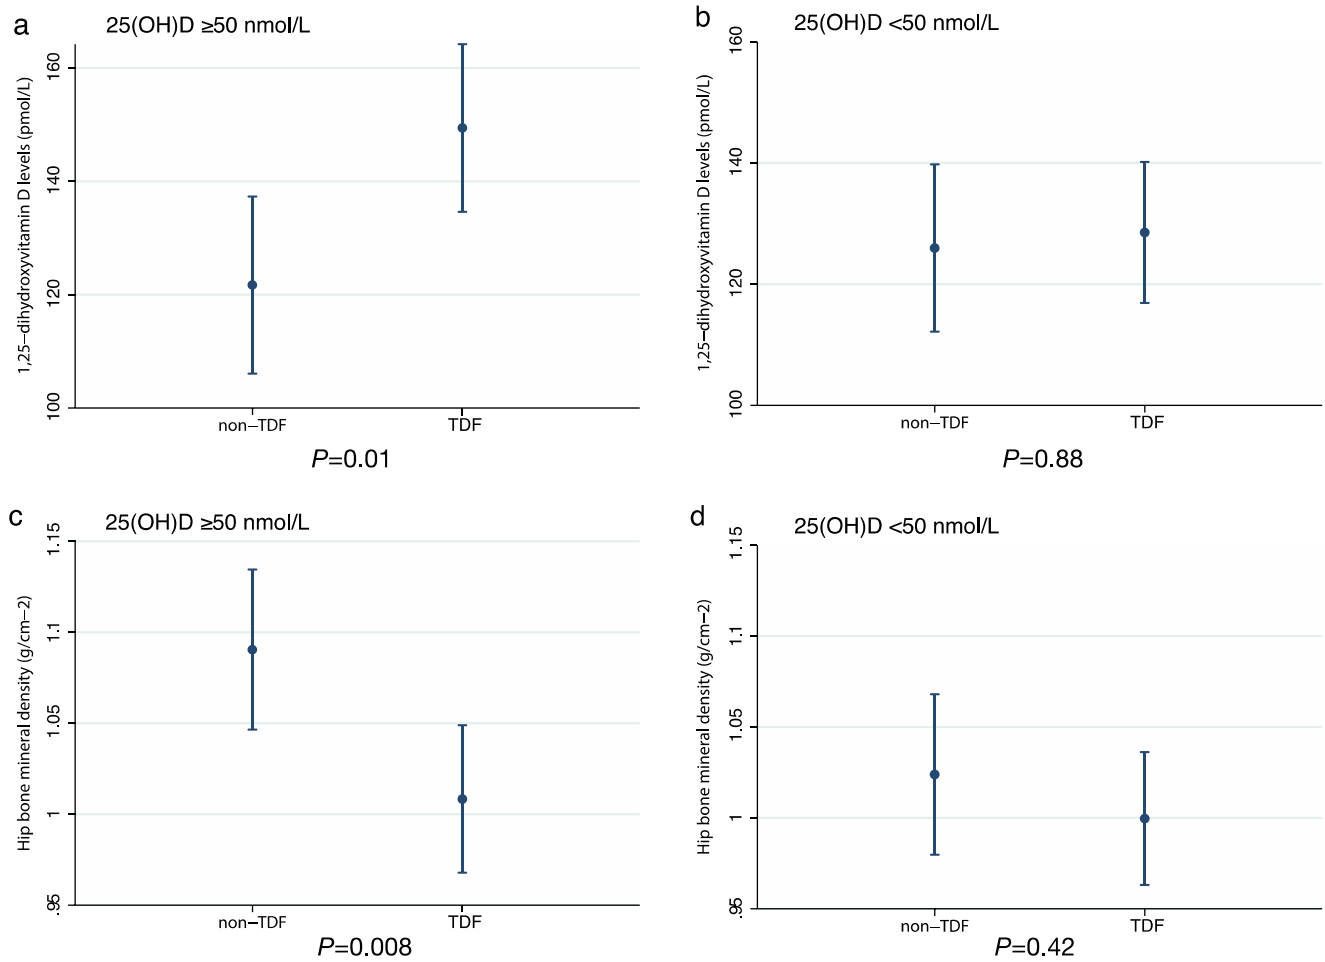 a
25(OH)D ≥50 nmol/L
1,25−dihydroxyvitamin D levels (pmol/L)
160
140
120
100
non−TDF
TDF
P=0.01
b
25(OH)D <50 nmol/L
1,25−dihydroxyvitamin D levels (pmol/L)
160
140
120
100
non−TDF
TDF
P=0.88
c
25(OH)D ≥50 nmol/L
Hip bone mineral density (g/cm−2)
1.15
1.1
1.05
1
.95
non−TDF
TDF
P=0.008
d
25(OH)D <50 nmol/L
Hip bone mineral density (g/cm−2)
1.15
1.1
1.05
1
.95
non−TDF
TDF
P=0.42